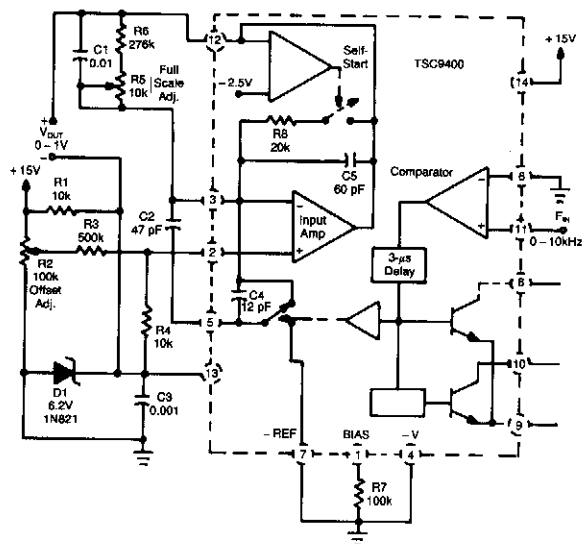 R6
276k
C1
0.01
R5
10k
Full
Scale
Adj.
+
VOUT
0–1V
−
+15V
R1
10k
R3
500k
R2
100k
Offset
Adj.
C2
47 pF
R4
10k
D1
6.2V
1N821
C3
0.001
12
−2.5V
Self-
Start
TSC9400
+15V
14
R8
20k
C5
60 pF
3
−
Input
Amp
2
+
C4
12 pF
5
13
Comparator
−
6
+
11
FIN
0–10kHz
3-μs
Delay
8
10
9
−REF
BIAS
−V
7
1
4
R7
100k